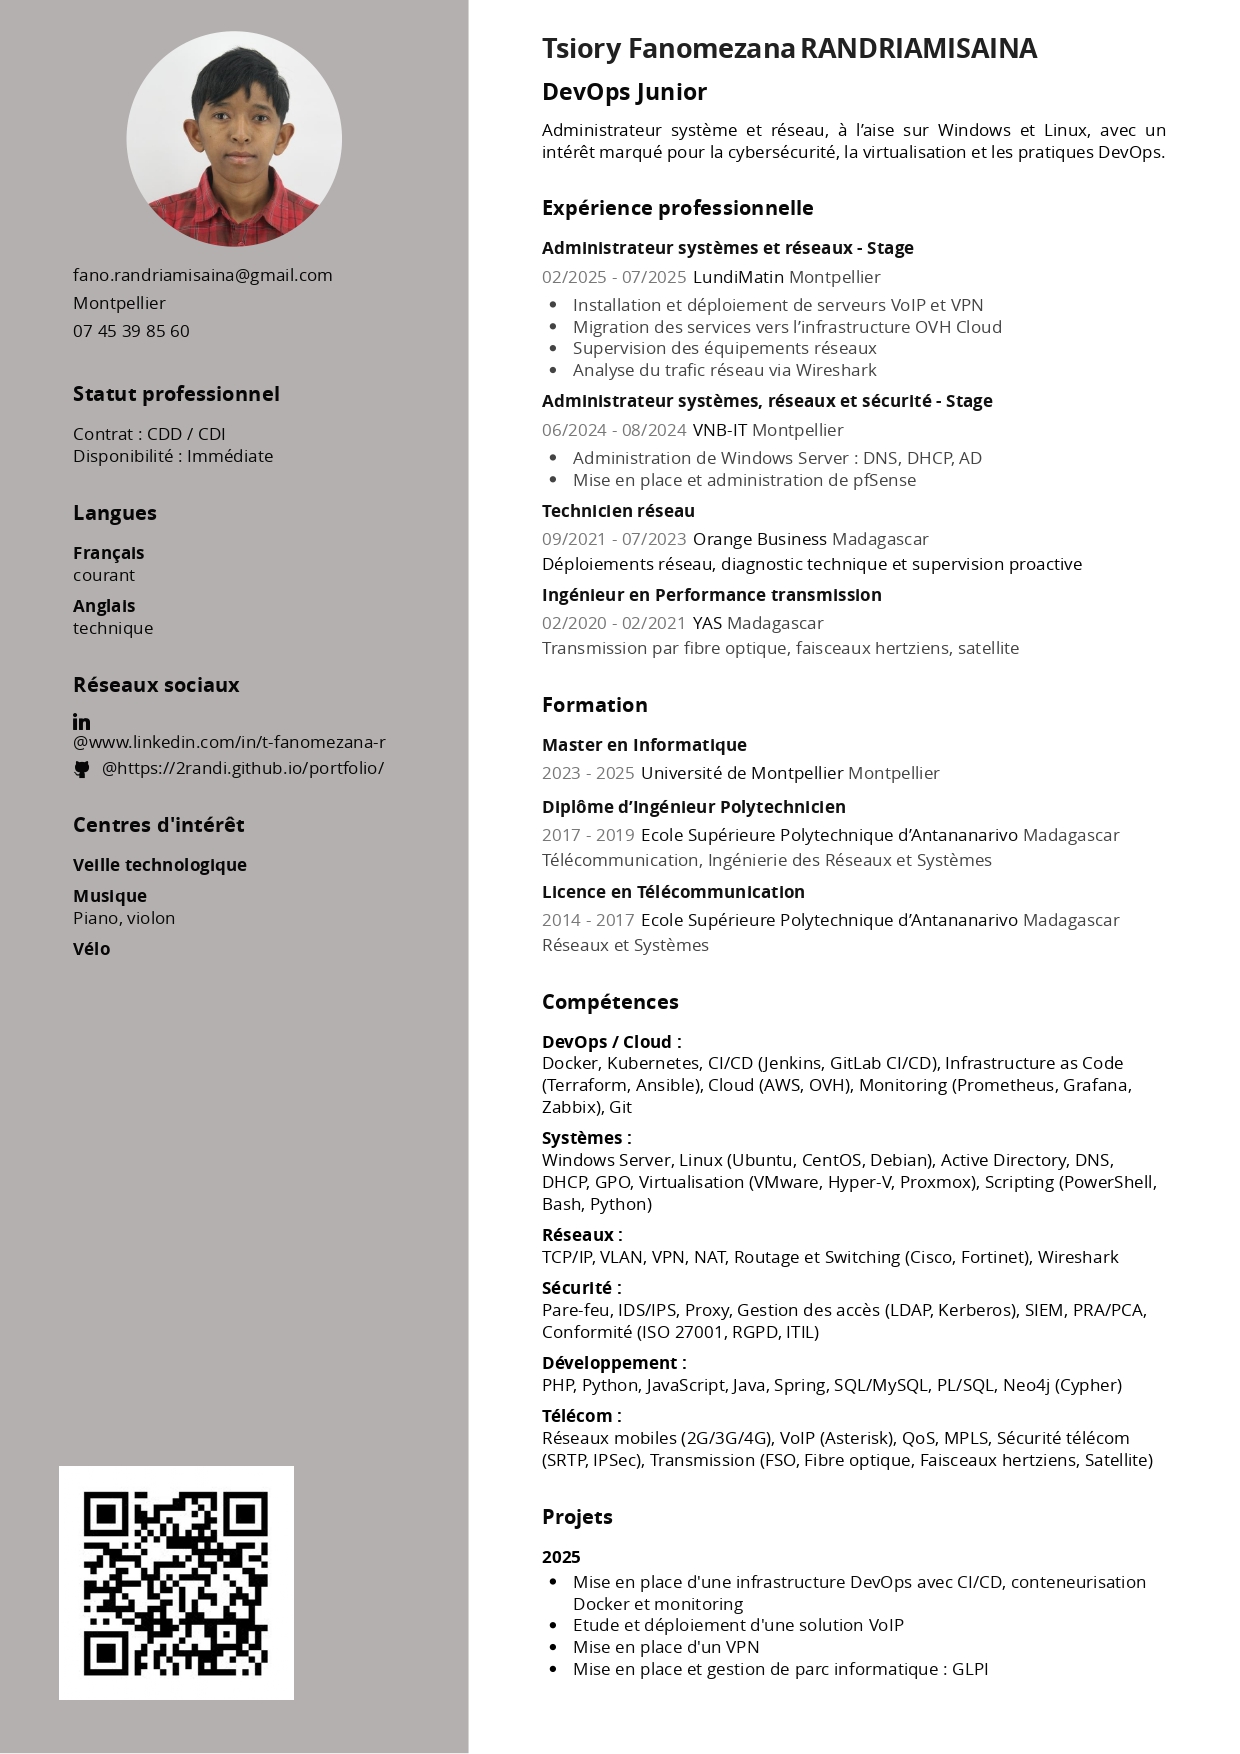 fano.randriamisaina@gmail.com
Montpellier
07 45 39 85 60
Statut professionnel
Contrat : CDD / CDI
Disponibilité : Immédiate
Langues
Français
courant
Anglais
technique
Réseaux sociaux
in
@www.linkedin.com/in/t-fanomezana-r
@https://2randi.github.io/portfolio/
Centres d'intérêt
Veille technologique
Musique
Piano, violon
Vélo
Tsiory Fanomezana RANDRIAMISAINA
DevOps Junior
Administrateur système et réseau, à l’aise sur Windows et Linux, avec un
intérêt marqué pour la cybersécurité, la virtualisation et les pratiques DevOps.
Expérience professionnelle
Administrateur systèmes et réseaux - Stage
02/2025 - 07/2025 LundiMatin Montpellier
• Installation et déploiement de serveurs VoIP et VPN
• Migration des services vers l’infrastructure OVH Cloud
• Supervision des équipements réseaux
• Analyse du trafic réseau via Wireshark
Administrateur systèmes, réseaux et sécurité - Stage
06/2024 - 08/2024 VNB-IT Montpellier
• Administration de Windows Server : DNS, DHCP, AD
• Mise en place et administration de pfSense
Technicien réseau
09/2021 - 07/2023 Orange Business Madagascar
Déploiements réseau, diagnostic technique et supervision proactive
Ingénieur en Performance transmission
02/2020 - 02/2021 YAS Madagascar
Transmission par fibre optique, faisceaux hertziens, satellite
Formation
Master en Informatique
2023 - 2025 Université de Montpellier Montpellier
Diplôme d’Ingénieur Polytechnicien
2017 - 2019 Ecole Supérieure Polytechnique d’Antananarivo Madagascar
Télécommunication, Ingénierie des Réseaux et Systèmes
Licence en Télécommunication
2014 - 2017 Ecole Supérieure Polytechnique d’Antananarivo Madagascar
Réseaux et Systèmes
Compétences
DevOps / Cloud :
Docker, Kubernetes, CI/CD (Jenkins, GitLab CI/CD), Infrastructure as Code
(Terraform, Ansible), Cloud (AWS, OVH), Monitoring (Prometheus, Grafana,
Zabbix), Git
Systèmes :
Windows Server, Linux (Ubuntu, CentOS, Debian), Active Directory, DNS,
DHCP, GPO, Virtualisation (VMware, Hyper-V, Proxmox), Scripting (PowerShell,
Bash, Python)
Réseaux :
TCP/IP, VLAN, VPN, NAT, Routage et Switching (Cisco, Fortinet), Wireshark
Sécurité :
Pare-feu, IDS/IPS, Proxy, Gestion des accès (LDAP, Kerberos), SIEM, PRA/PCA,
Conformité (ISO 27001, RGPD, ITIL)
Développement :
PHP, Python, JavaScript, Java, Spring, SQL/MySQL, PL/SQL, Neo4j (Cypher)
Télécom :
Réseaux mobiles (2G/3G/4G), VoIP (Asterisk), QoS, MPLS, Sécurité télécom
(SRTP, IPSec), Transmission (FSO, Fibre optique, Faisceaux hertziens, Satellite)
Projets
2025
• Mise en place d'une infrastructure DevOps avec CI/CD, conteneurisation
Docker et monitoring
• Etude et déploiement d'une solution VoIP
• Mise en place d'un VPN
• Mise en place et gestion de parc informatique : GLPI